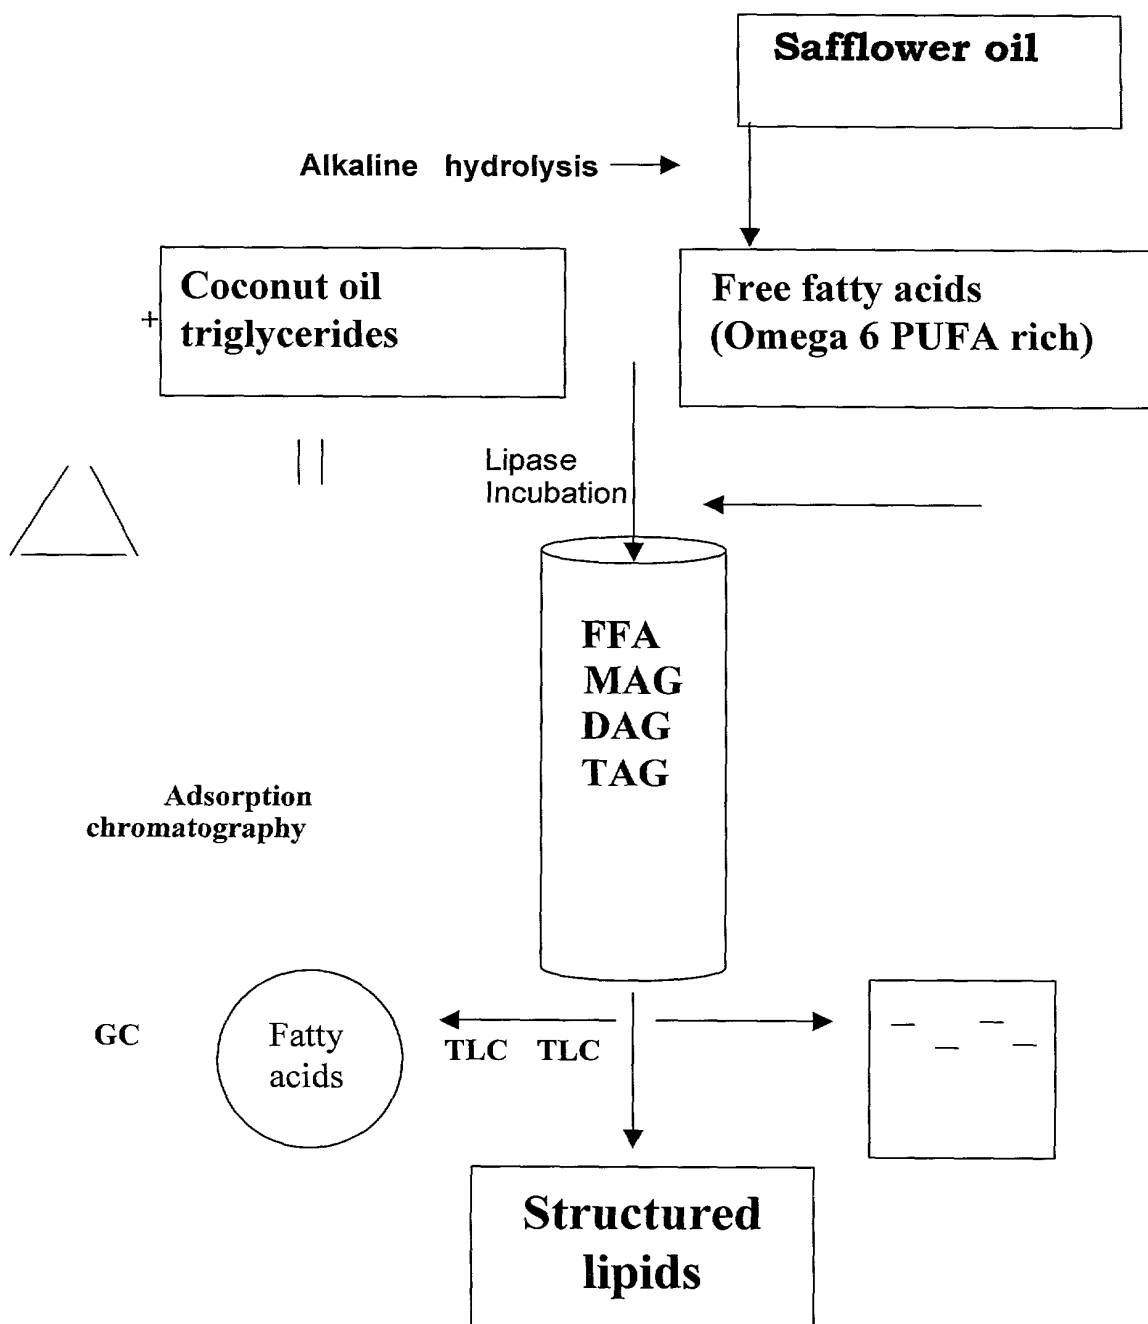 Safflower oil
Alkaline hydrolysis
Coconut oil
triglycerides
+
Free fatty acids
(Omega 6 PUFA rich)
Lipase
Incubation
FFA
MAG
DAG
TAG
Adsorption
chromatography
GC
Fatty
acids
TLC TLC
Structured
lipids